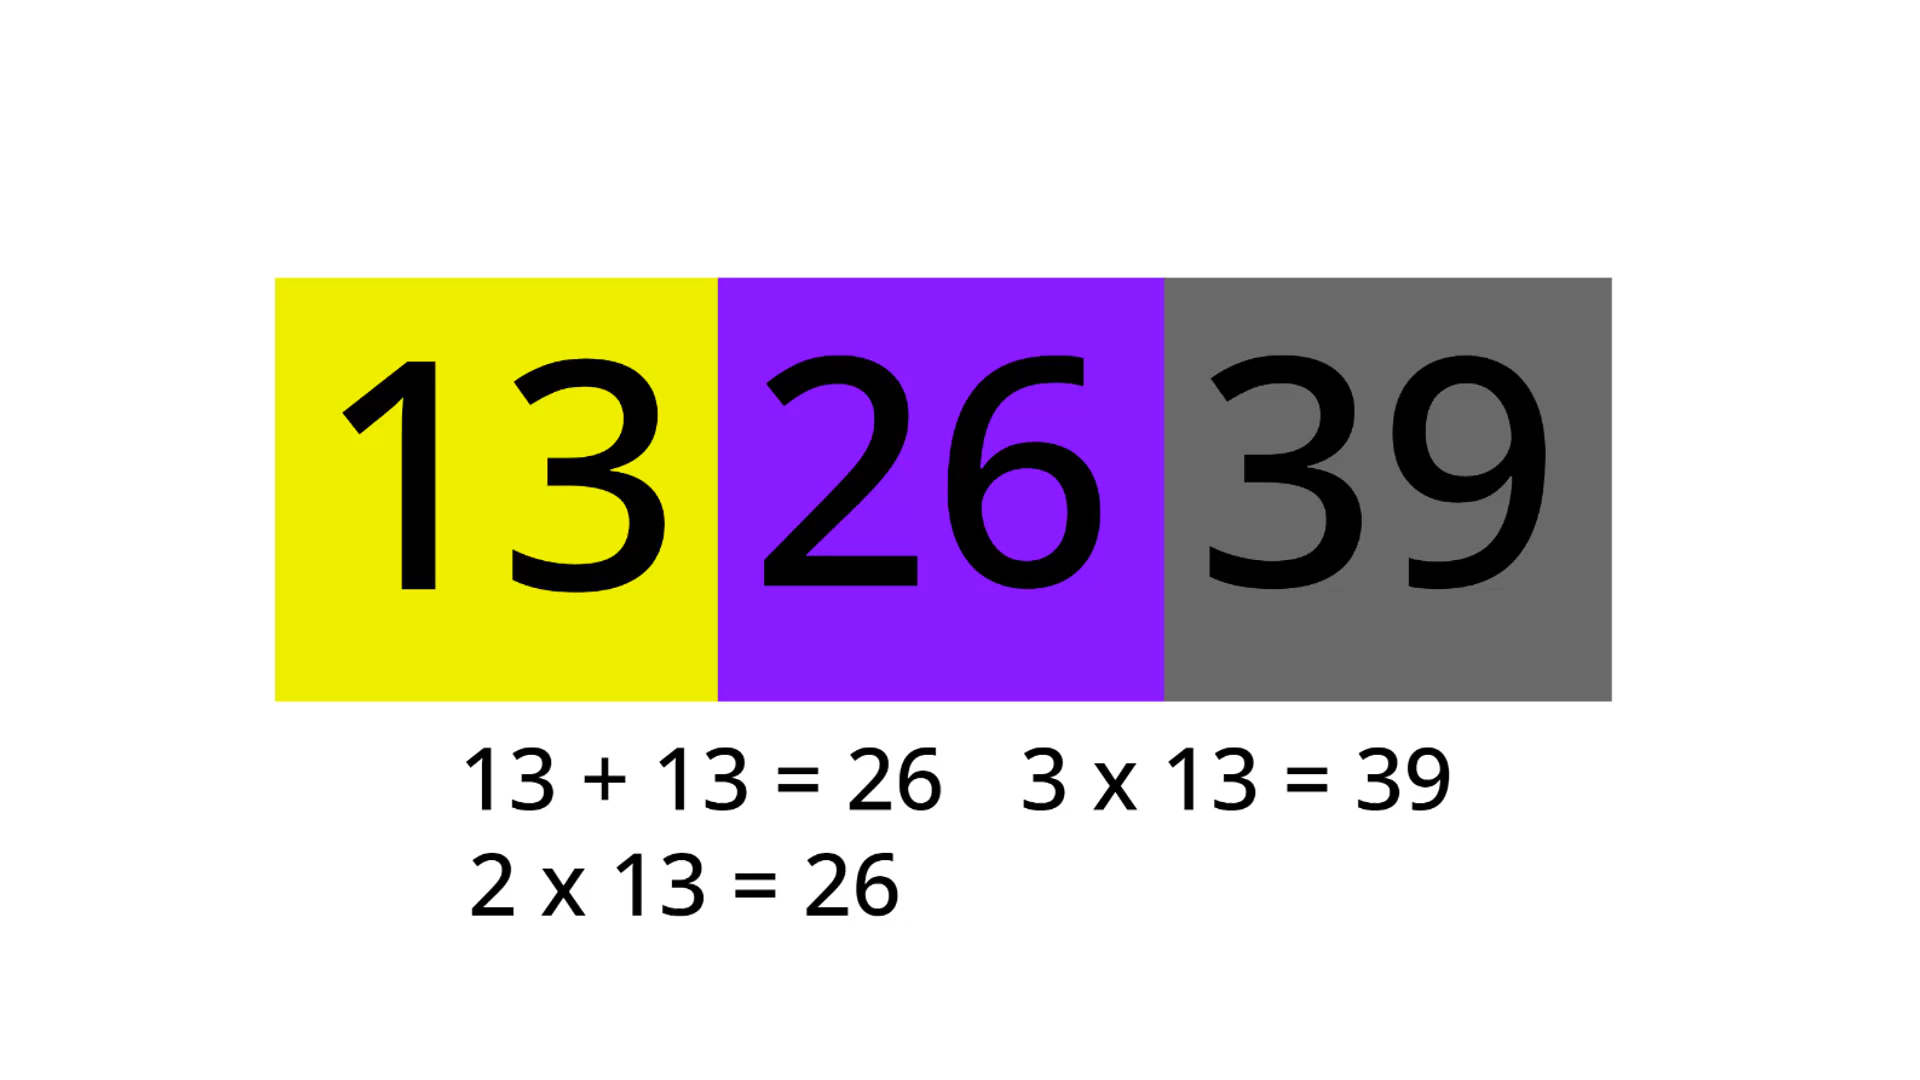 13 26 39
13 + 13 = 26 3 x 13 = 39
2 x 13 = 26